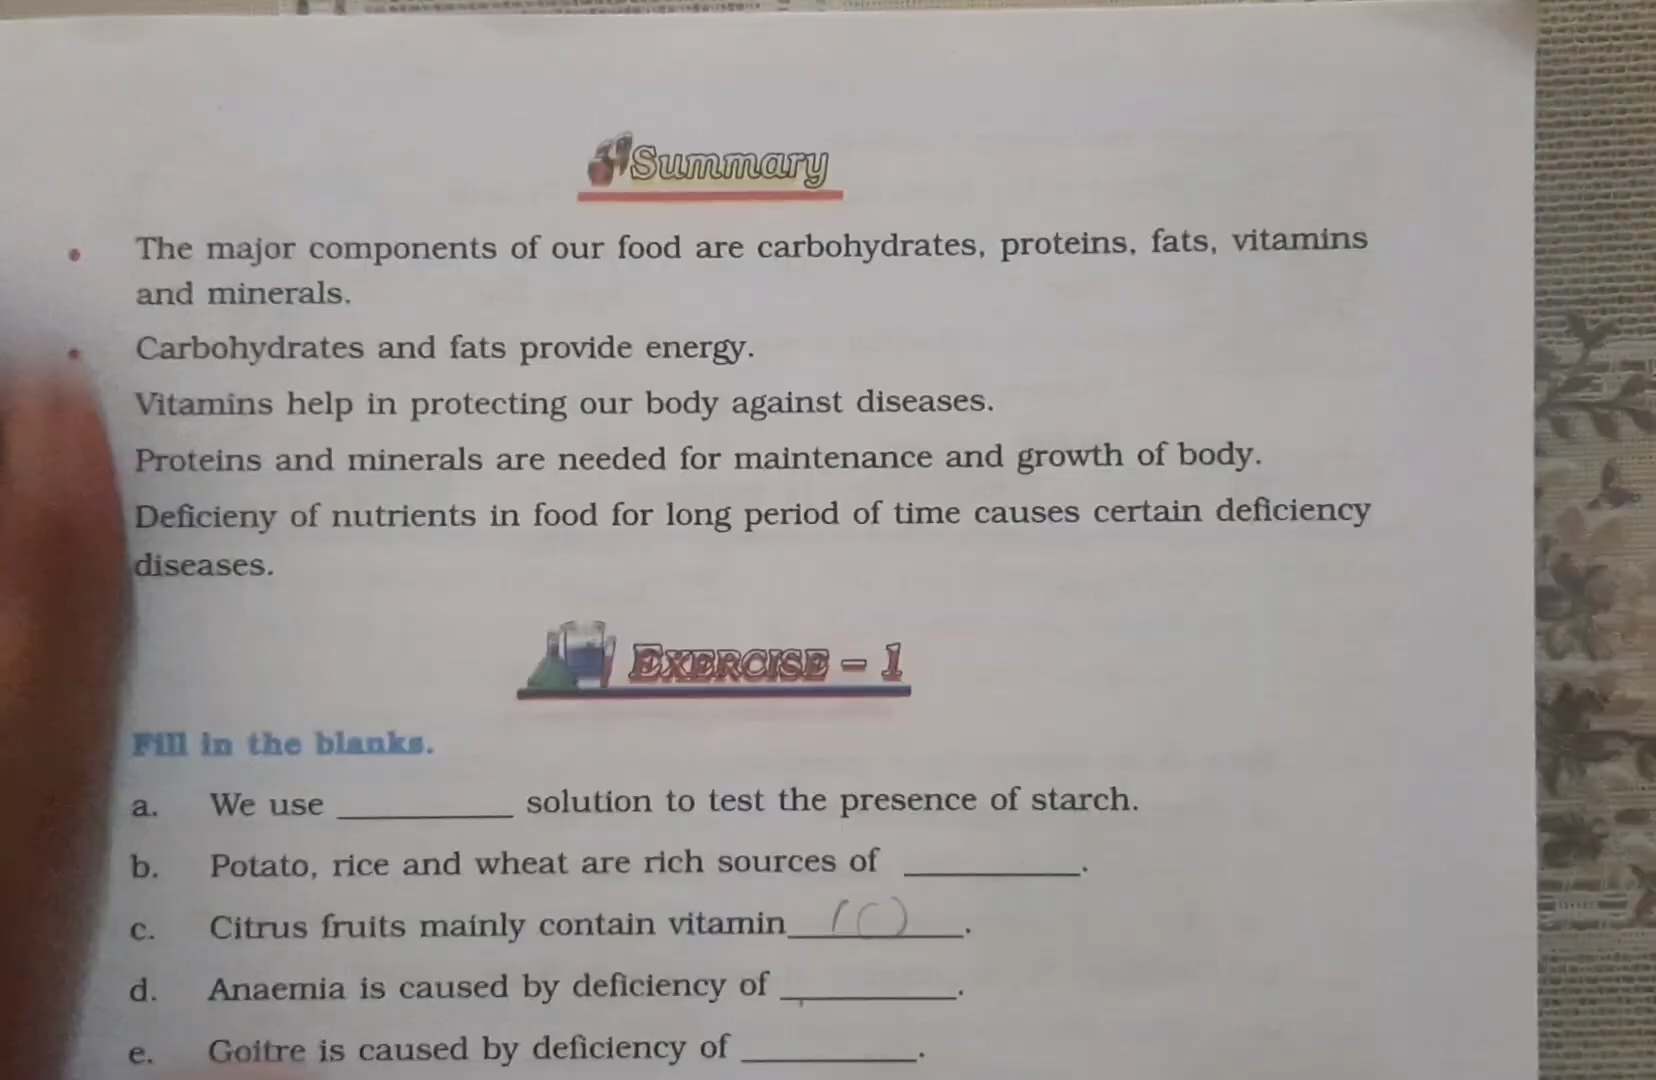 Summary
• The major components of our food are carbohydrates, proteins, fats, vitamins
and minerals.
• Carbohydrates and fats provide energy.
Vitamins help in protecting our body against diseases.
Proteins and minerals are needed for maintenance and growth of body.
Deficieny of nutrients in food for long period of time causes certain deficiency
diseases.
EXERCISE – 1
Fill in the blanks.
a. We use __________ solution to test the presence of starch.
b. Potato, rice and wheat are rich sources of __________.
c. Citrus fruits mainly contain vitamin (C).
d. Anaemia is caused by deficiency of __________.
e. Goitre is caused by deficiency of __________.